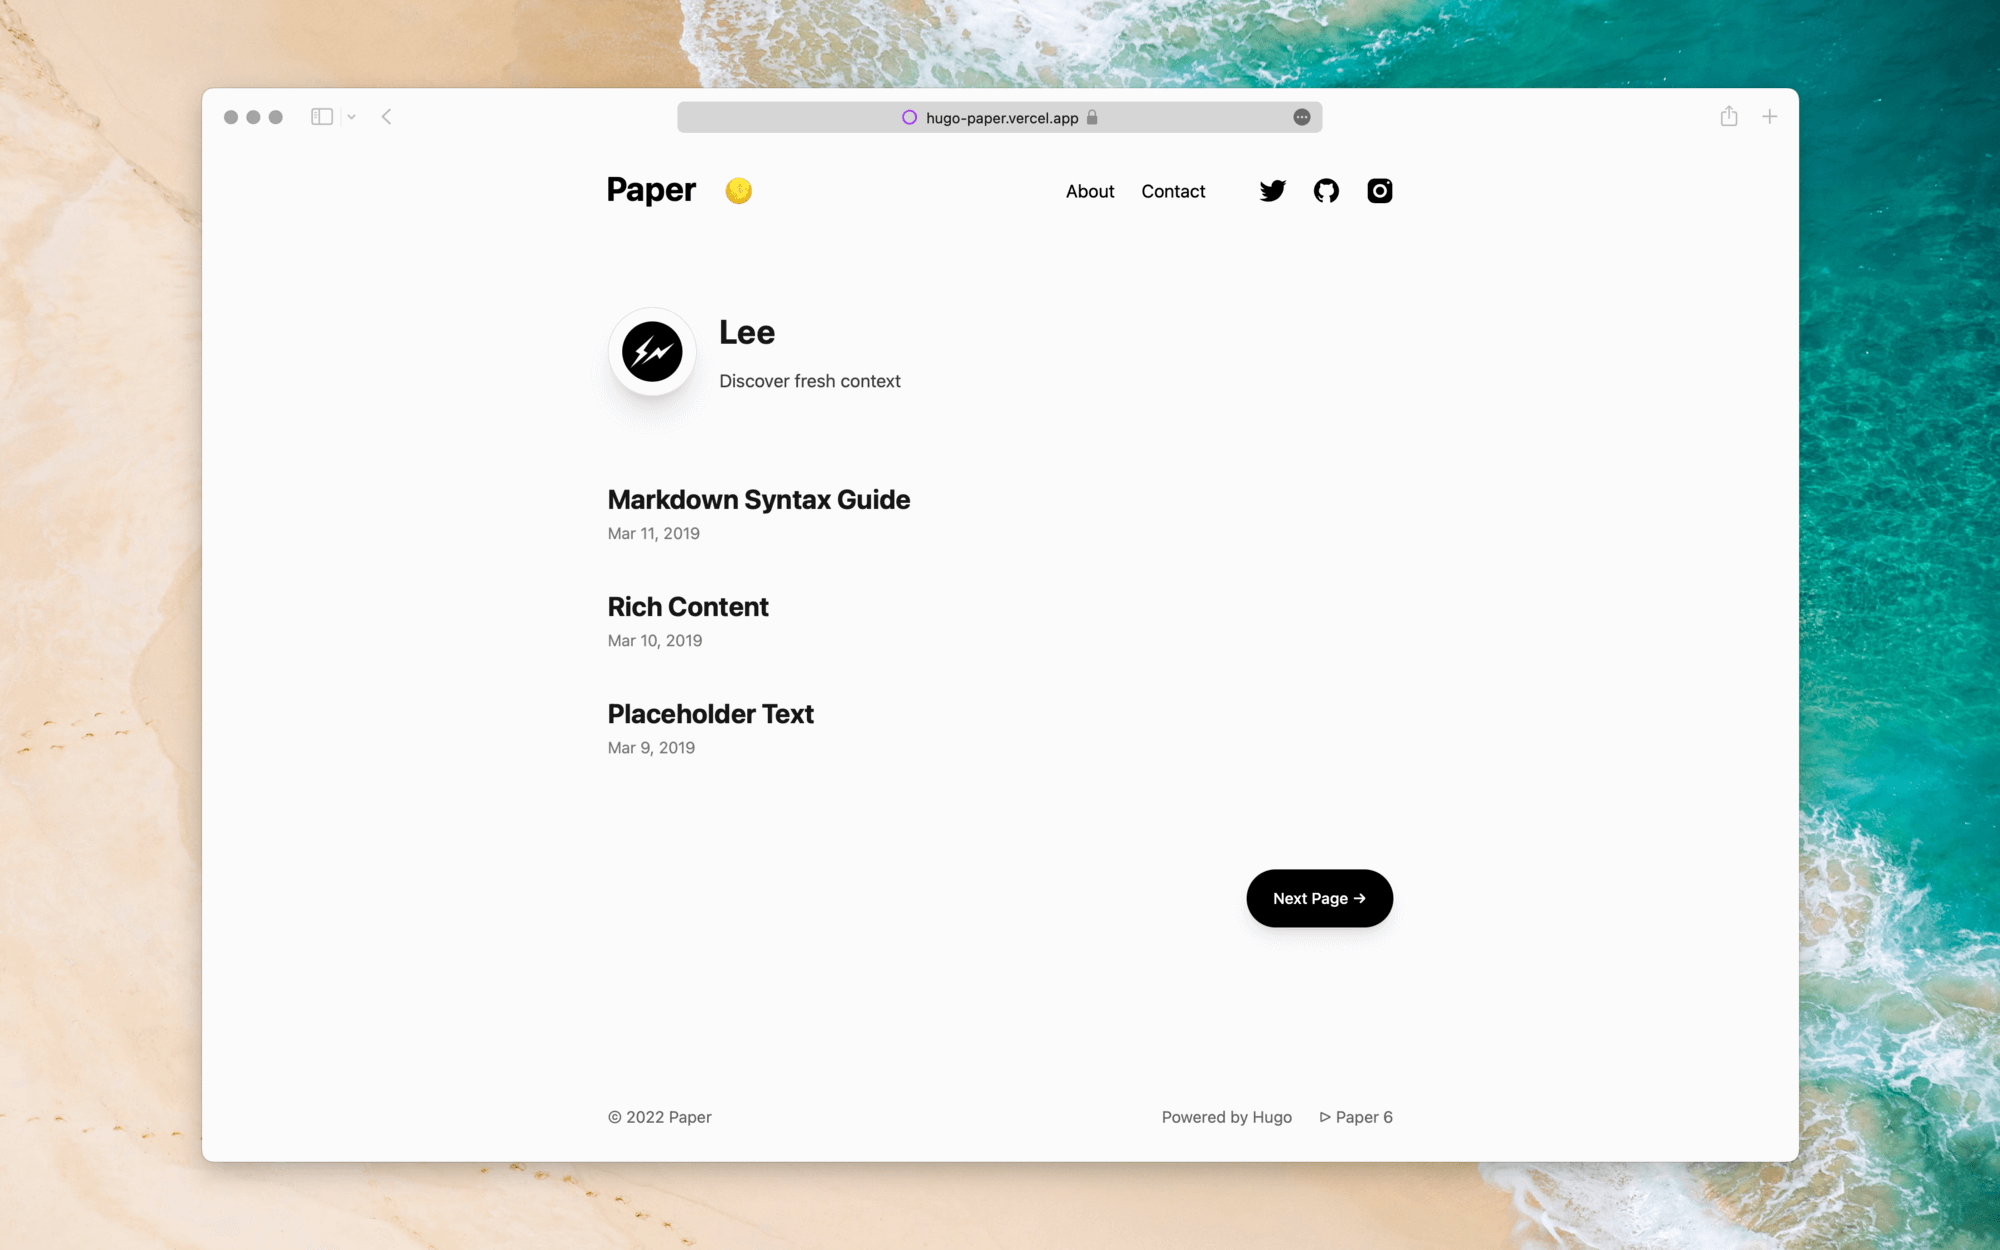 hugo-paper.vercel.app
Paper
About Contact
Lee
Discover fresh context
Markdown Syntax Guide
Mar 11, 2019
Rich Content
Mar 10, 2019
Placeholder Text
Mar 9, 2019
Next Page →
© 2022 Paper
Powered by Hugo ▷ Paper 6